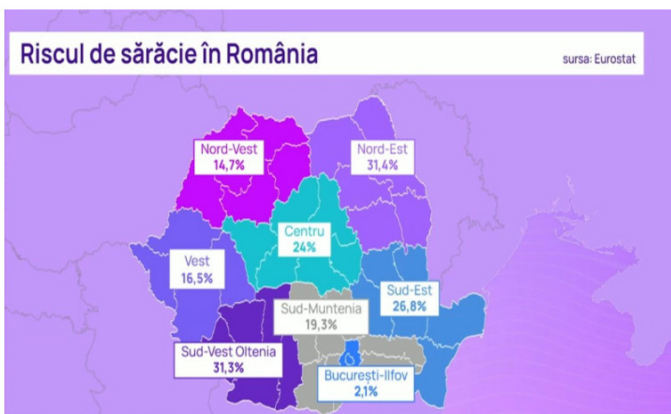 Riscul de sărăcie în România
sursa: Eurostat
Nord-Vest
14,7%
Nord-Est
31,4%
Centru
24%
Vest
16,5%
Sud-Est
26,8%
Sud-Muntenia
19,3%
Sud-Vest Oltenia
31,3%
București-Ilfov
2,1%